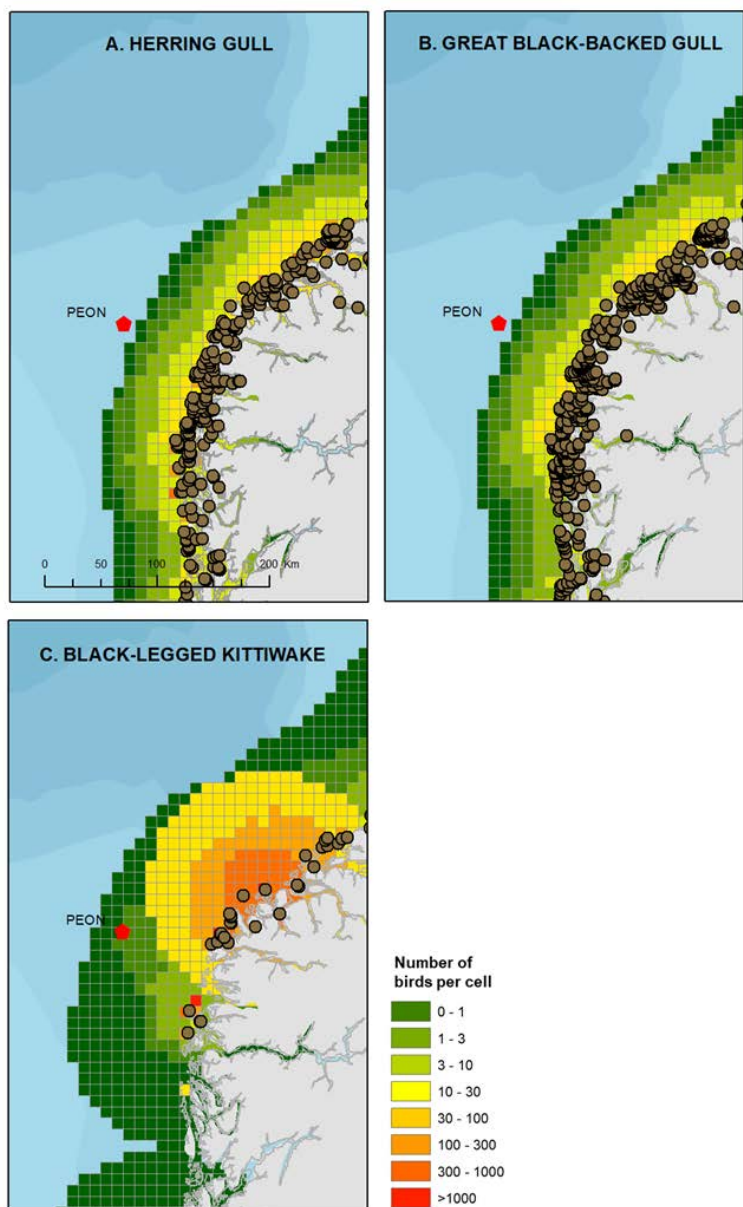 A. HERRING GULL
PEON
0 50 100 200 Km
B. GREAT BLACK-BACKED GULL
PEON
C. BLACK-LEGGED KITTIWAKE
PEON
Number of
birds per cell
0 - 1
1 - 3
3 - 10
10 - 30
30 - 100
100 - 300
300 - 1000
>1000